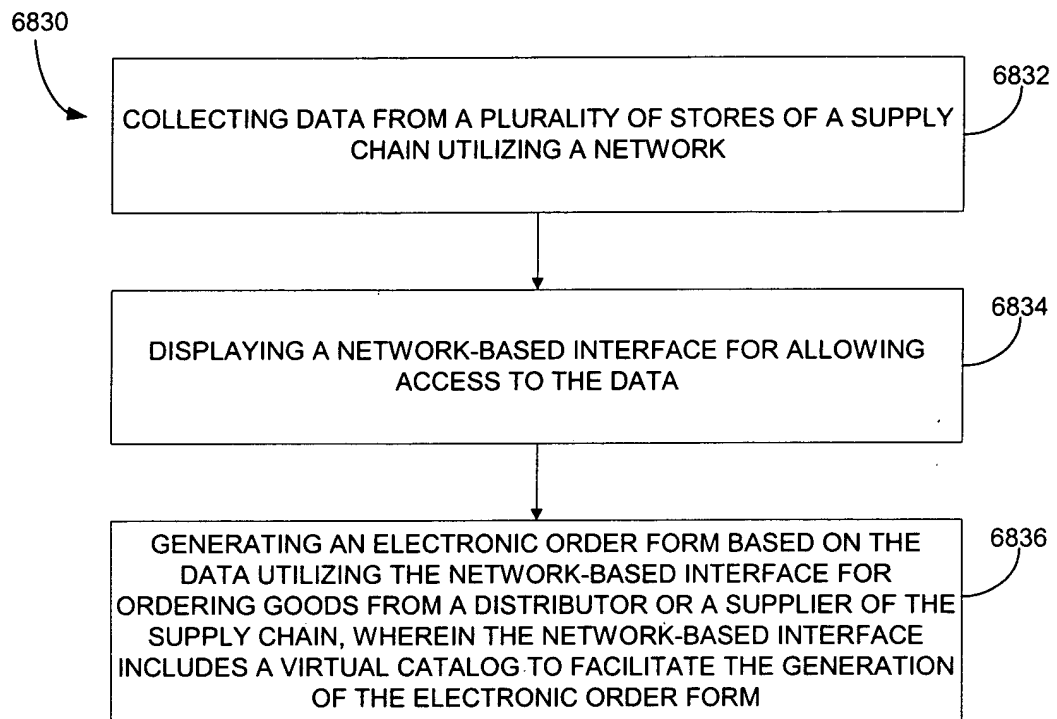 6830
6832
COLLECTING DATA FROM A PLURALITY OF STORES OF A SUPPLY
CHAIN UTILIZING A NETWORK
6834
DISPLAYING A NETWORK-BASED INTERFACE FOR ALLOWING
ACCESS TO THE DATA
6836
GENERATING AN ELECTRONIC ORDER FORM BASED ON THE
DATA UTILIZING THE NETWORK-BASED INTERFACE FOR
ORDERING GOODS FROM A DISTRIBUTOR OR A SUPPLIER OF THE
SUPPLY CHAIN, WHEREIN THE NETWORK-BASED INTERFACE
INCLUDES A VIRTUAL CATALOG TO FACILITATE THE GENERATION
OF THE ELECTRONIC ORDER FORM